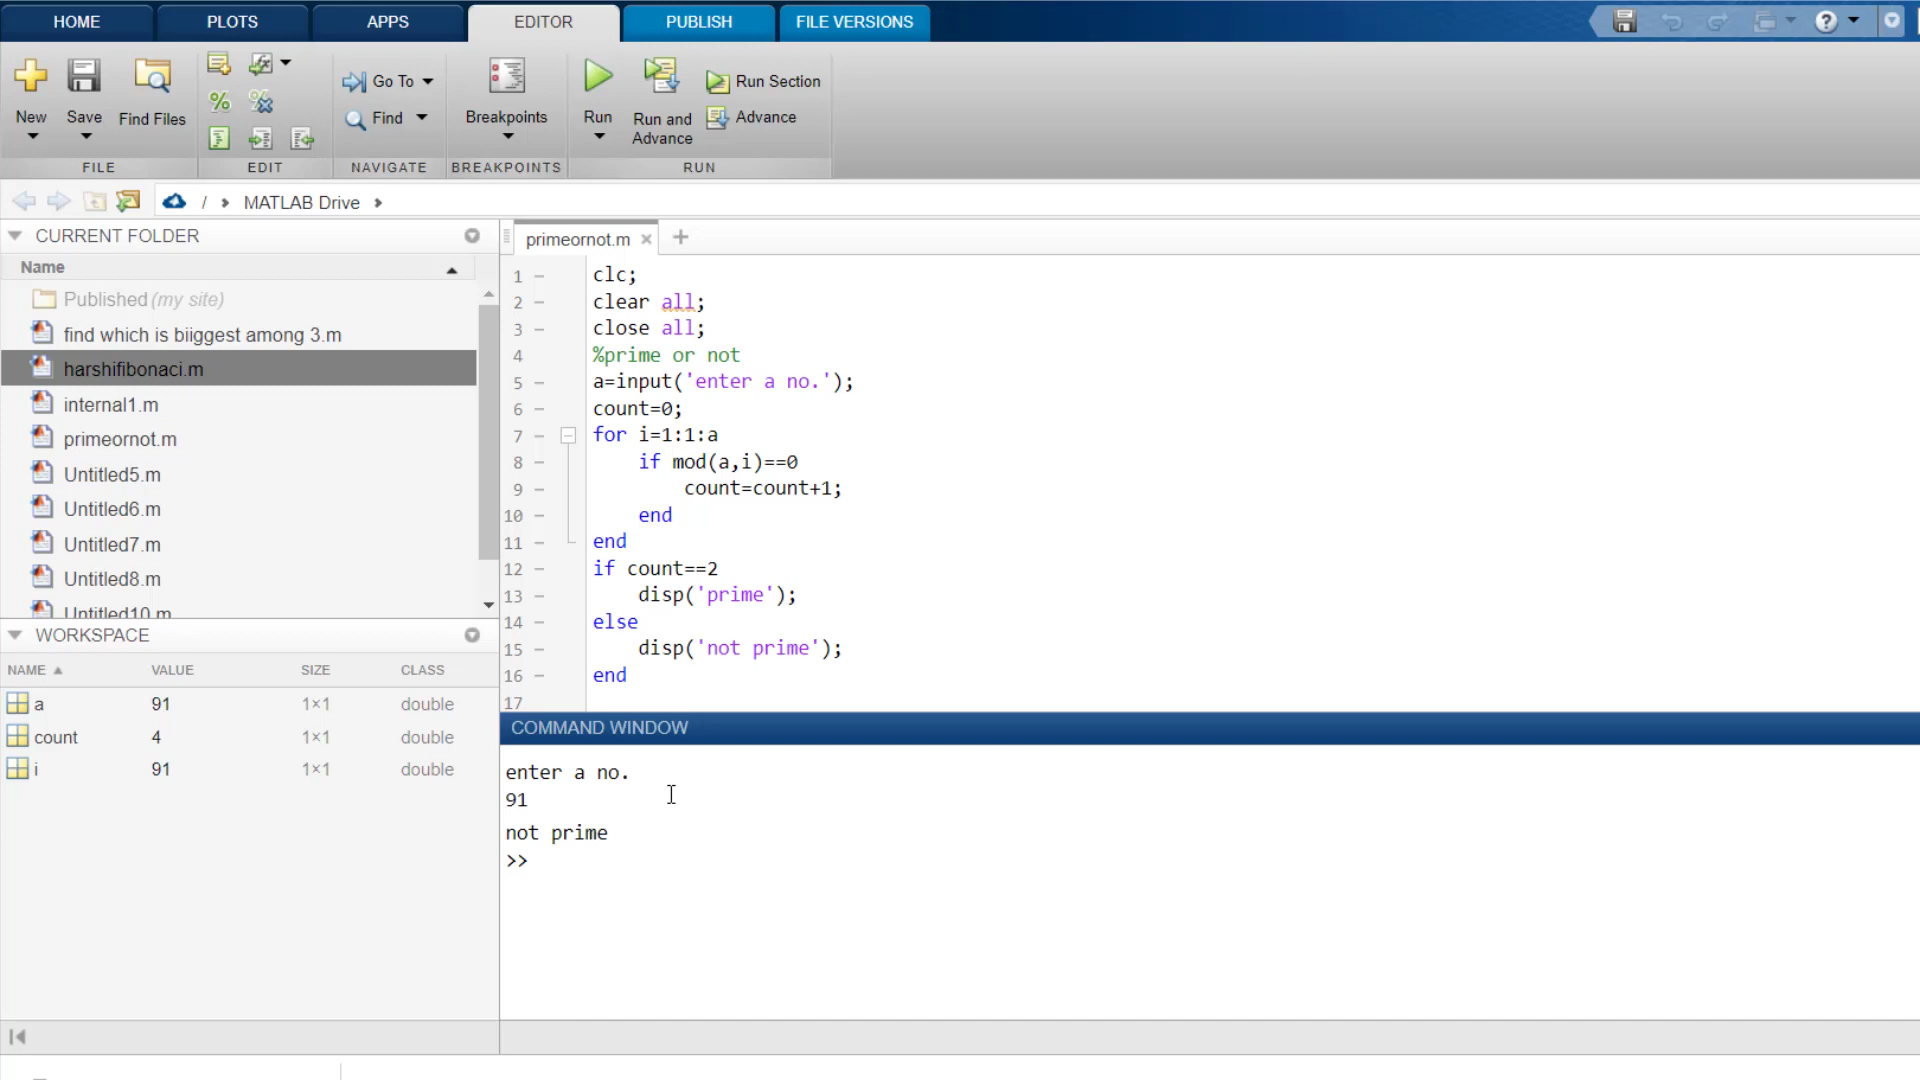 HOME PLOTS APPS EDITOR PUBLISH FILE VERSIONS
New Save Find Files
Go To
Find
Breakpoints
Run Run and Advance
Run Section
Advance
FILE EDIT NAVIGATE BREAKPOINTS RUN
/ MATLAB Drive
CURRENT FOLDER
Name
Published (my site)
find which is biiggest among 3.m
harshifibonaci.m
internal1.m
primeornot.m
Untitled5.m
Untitled6.m
Untitled7.m
Untitled8.m
Untitled10.m
WORKSPACE
NAME VALUE SIZE CLASS
a 91 1×1 double
count 4 1×1 double
i 91 1×1 double
primeornot.m
1 clc;
2 clear all;
3 close all;
4 %prime or not
5 a=input('enter a no.');
6 count=0;
7 for i=1:1:a
8 if mod(a,i)==0
9 count=count+1;
10 end
11 end
12 if count==2
13 disp('prime');
14 else
15 disp('not prime');
16 end
17
COMMAND WINDOW
enter a no.
91
not prime
>>